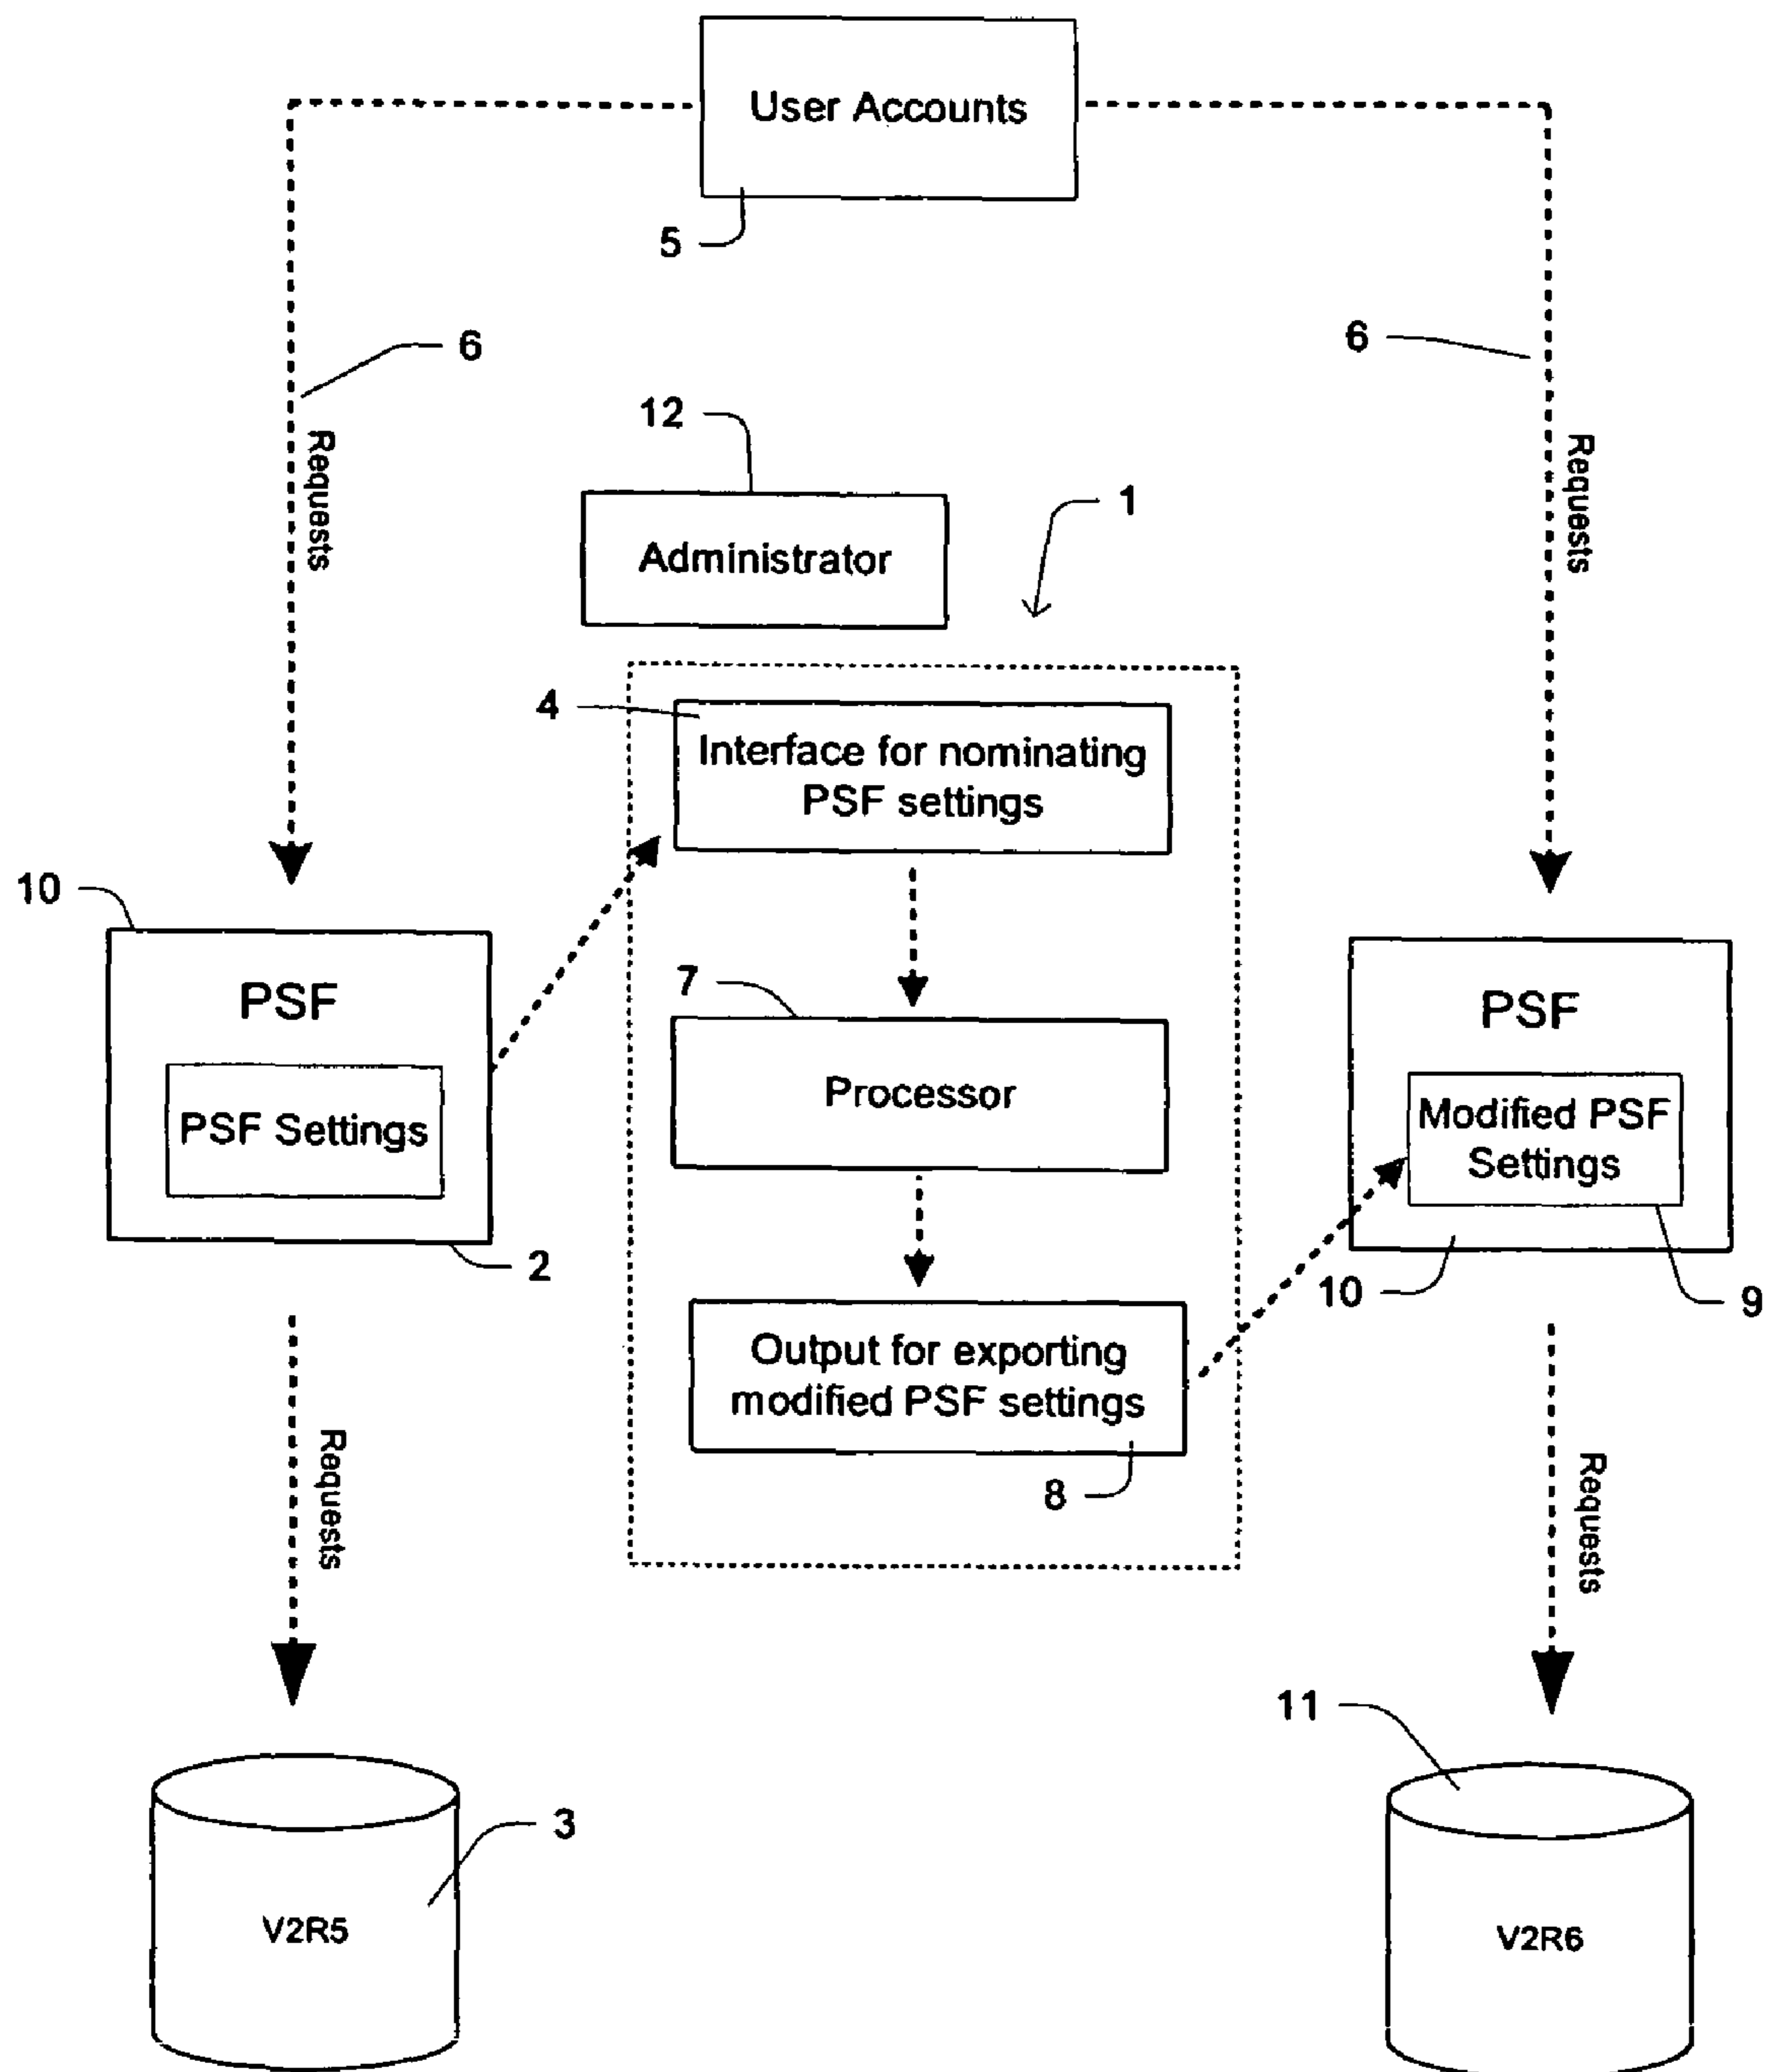 User Accounts
5
6
6
Requests
Requests
12
Administrator
1
4
Interface for nominating
PSF settings
10
PSF
PSF Settings
2
7
Processor
PSF
Modified PSF
Settings
10
9
Output for exporting
modified PSF settings
8
Requests
Requests
11
3
V2R5
V2R6